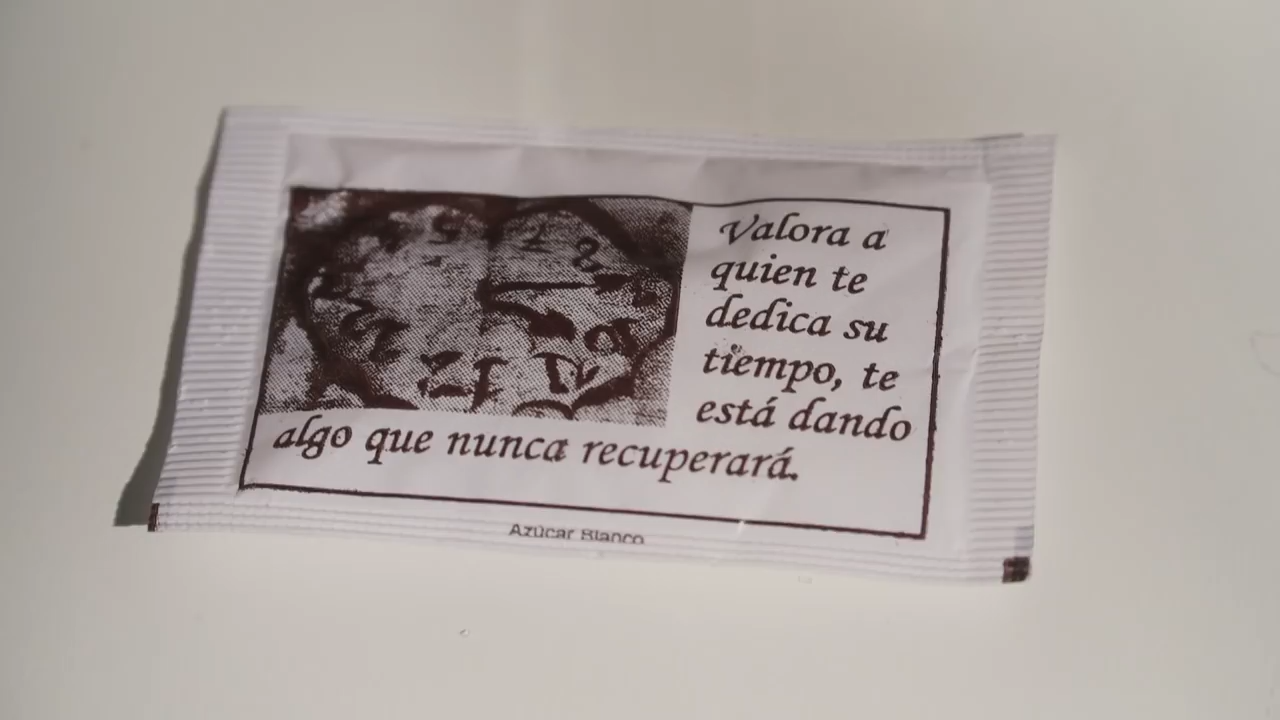 Valora a
quien te
dedica su
tiempo, te
está dando
algo que nunca recuperará.
Azúcar Blanco